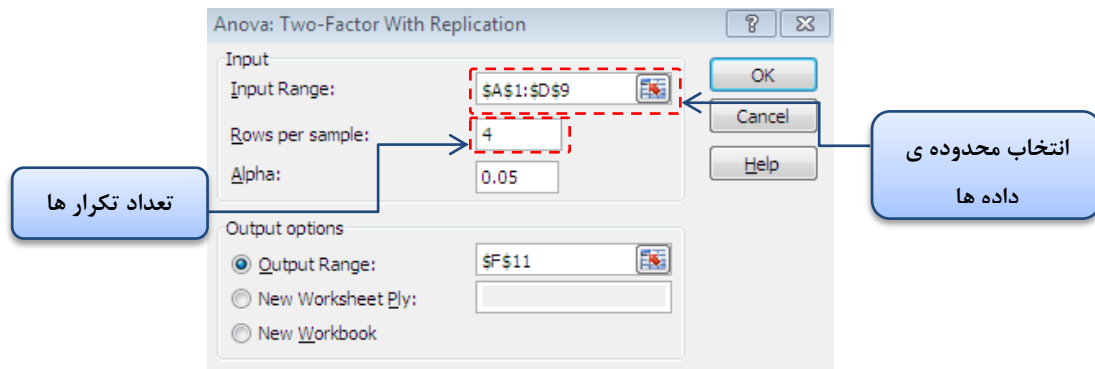 Anova: Two-Factor With Replication
Input
Input Range:
$A$1:$D$9
Rows per sample:
4
Alpha:
0.05
OK
Cancel
Help
انتخاب محدوده ی
داده ها
تعداد تکرار ها
Output options
Output Range:
$F$11
New Worksheet Ply:
New Workbook